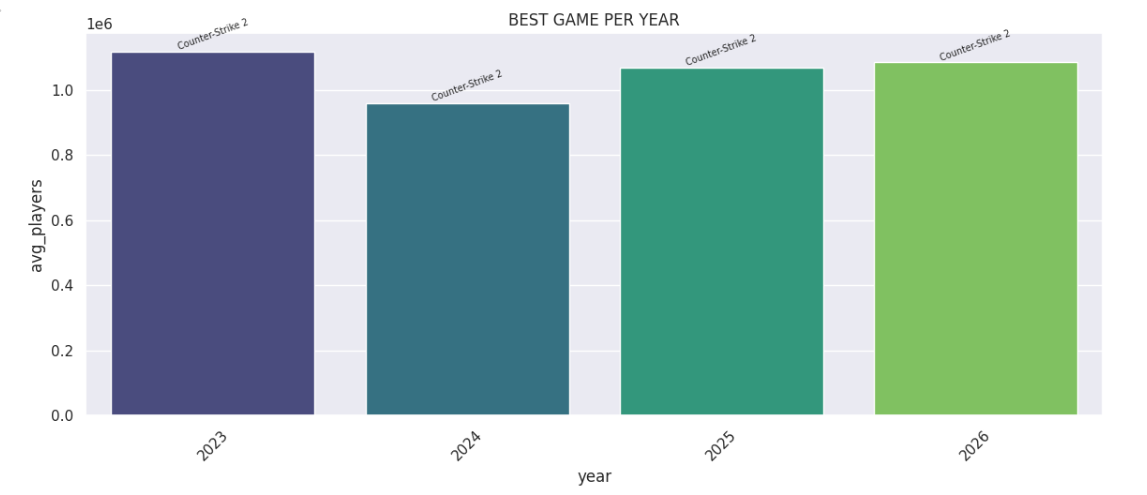 BEST GAME PER YEAR
1e6
Counter-Strike 2
Counter-Strike 2
Counter-Strike 2
Counter-Strike 2
1.0
0.8
0.6
0.4
0.2
0.0
avg_players
2023
2024
2025
2026
year